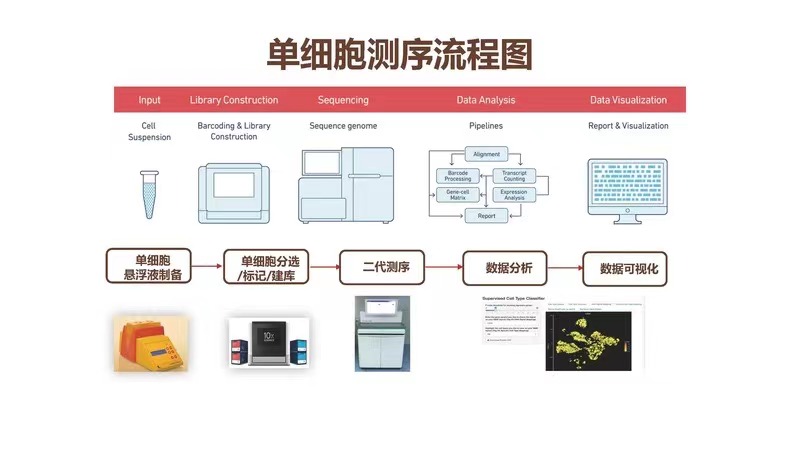 单细胞测序流程图
Input
Library Construction
Sequencing
Data Analysis
Data Visualization
Cell
Suspension
Barcoding & Library
Construction
Sequence genome
Pipelines
Report & Visualization
Alignment
Barcode
Processing
Transcript
Counting
Gene-cell
Matrix
Expression
Analysis
Report
单细胞
悬浮液制备
单细胞分选
/标记/建库
二代测序
数据分析
数据可视化
10x
Supervised Cell Type Classifier